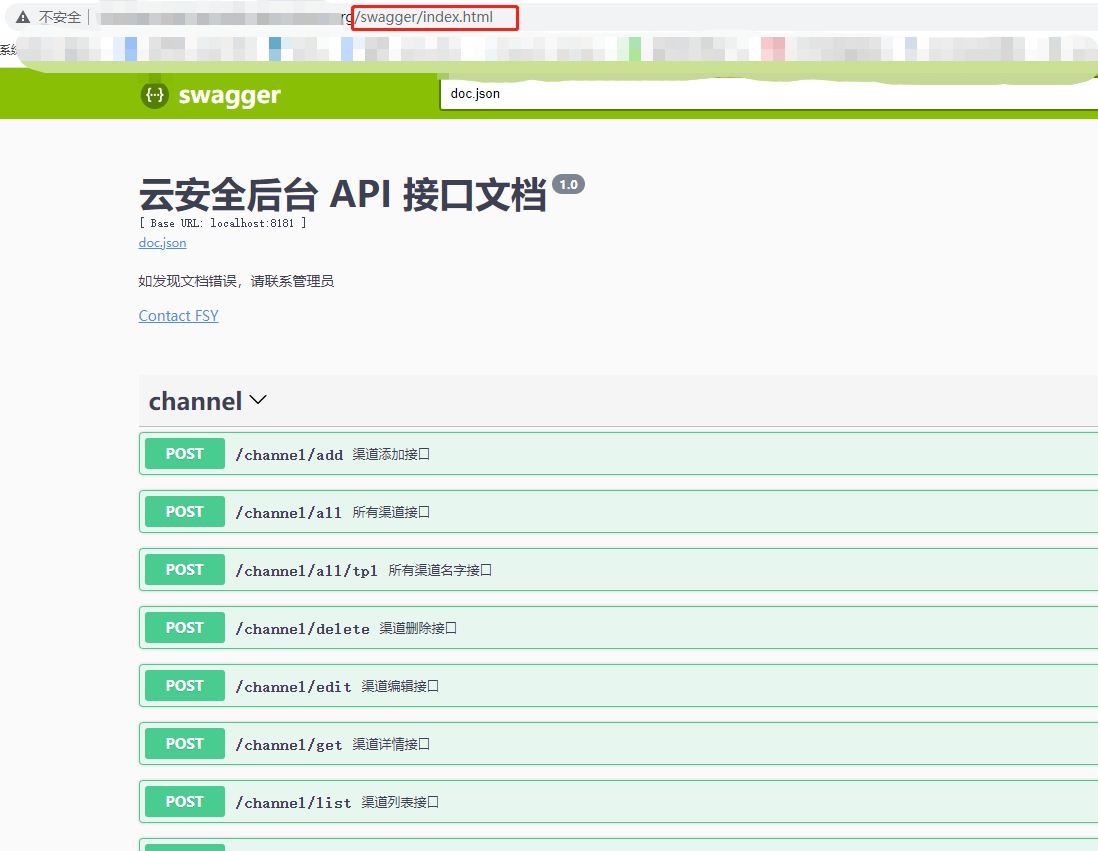 不安全
rg/swagger/index.html
系统
swagger
doc.json
云安全后台 API 接口文档 1.0
[ Base URL: localhost:8181 ]
doc.json
如发现文档错误，请联系管理员
Contact FSY
channel
POST /channel/add 渠道添加接口
POST /channel/all 所有渠道接口
POST /channel/all/tpl 所有渠道名字接口
POST /channel/delete 渠道删除接口
POST /channel/edit 渠道编辑接口
POST /channel/get 渠道详情接口
POST /channel/list 渠道列表接口